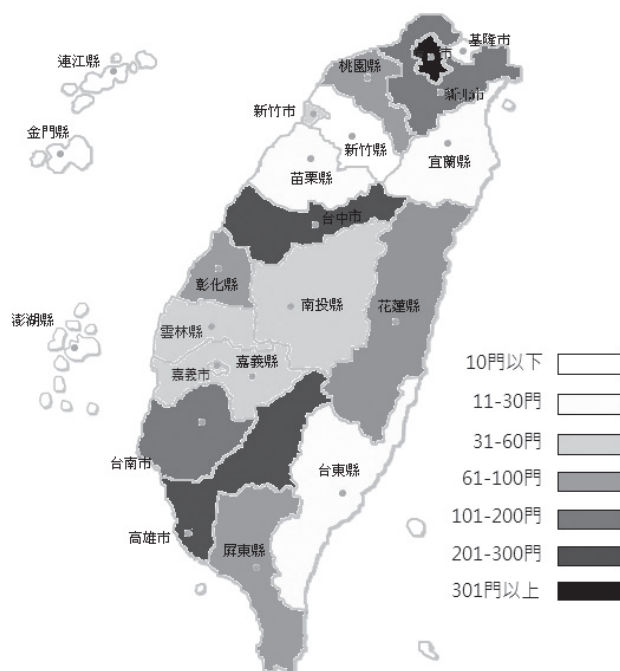 基隆市
市
連江縣
桃園縣
新北市
新竹市
金門縣
新竹縣
宜蘭縣
苗栗縣
台中市
彰化縣
南投縣
花蓮縣
澎湖縣
雲林縣
嘉義縣
嘉義市
台南市
台東縣
高雄市
屏東縣
10門以下
11-30門
31-60門
61-100門
101-200門
201-300門
301門以上